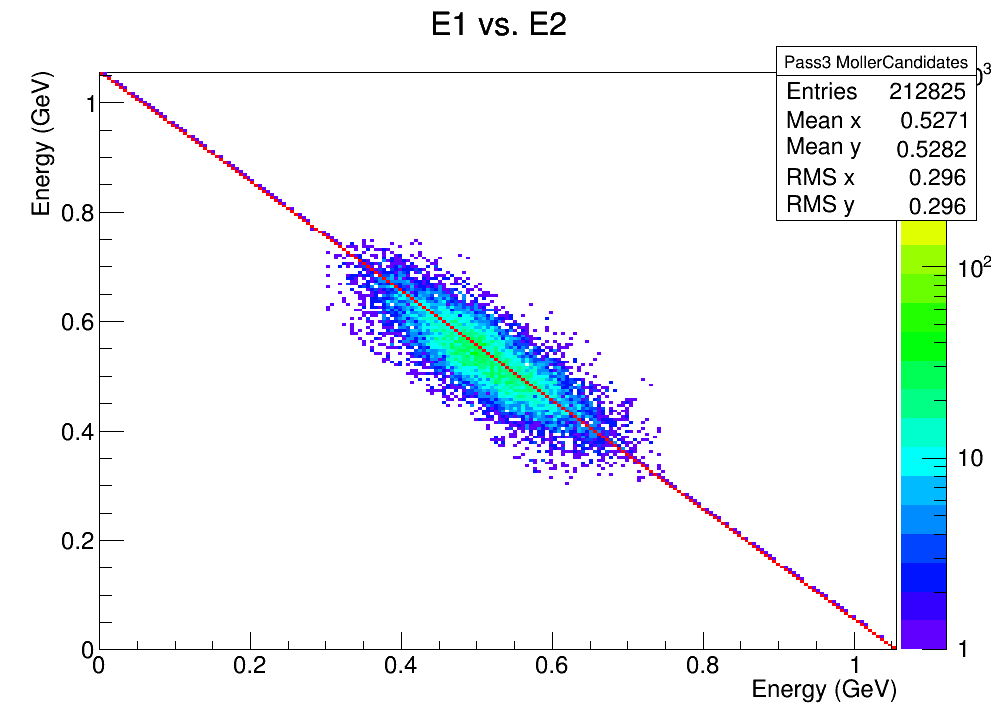 E1 vs. E2
Pass3 MollerCandidates
Entries 212825
Mean x 0.5271
Mean y 0.5282
RMS x 0.296
RMS y 0.296
Energy (GeV)
1
0.8
0.6
0.4
0.2
0
0 0.2 0.4 0.6 0.8 1
Energy (GeV)
10²
10
1